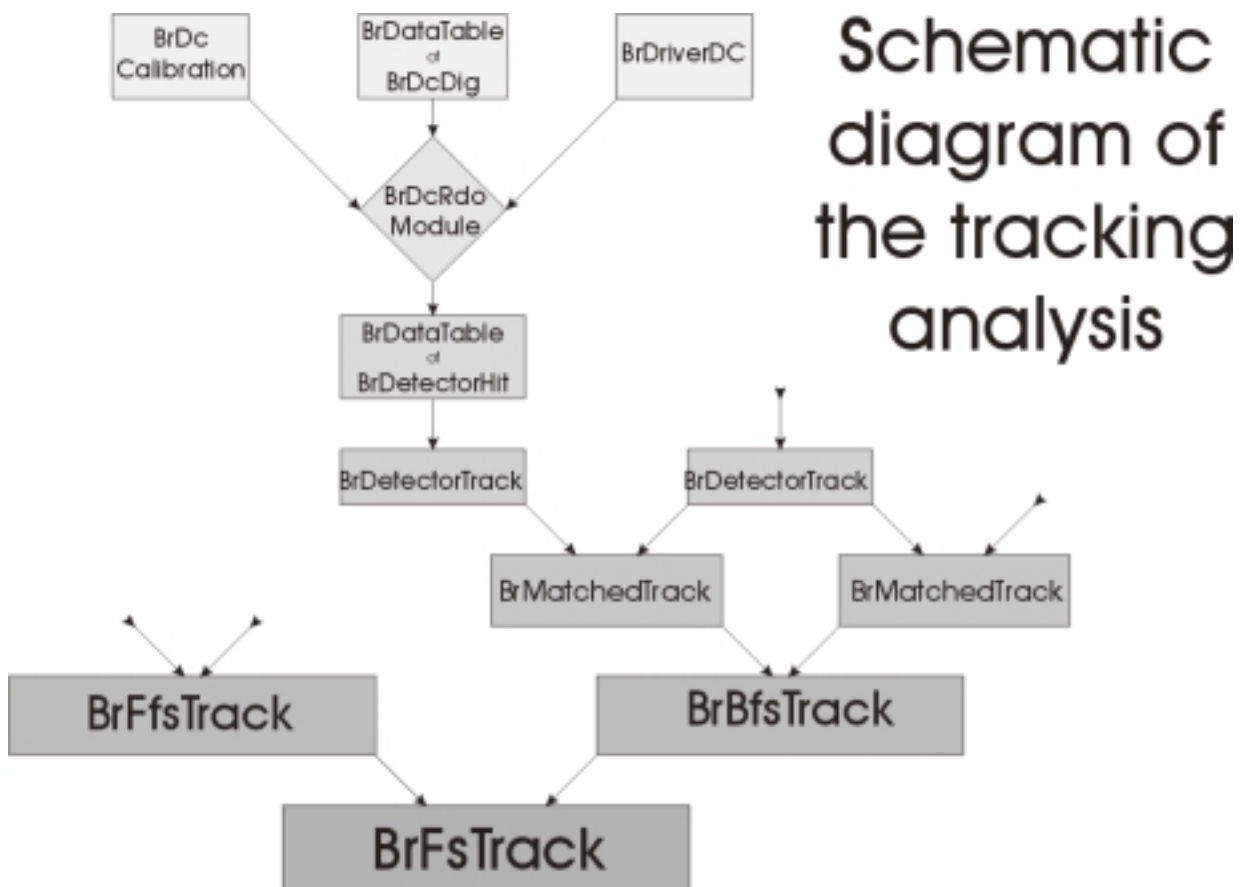 BrDc
Calibration
BrDataTable
of
BrDcDig
BrDriverDC
Schematic
diagram of
the tracking
analysis
BrDcRdo
Module
BrDataTable
of
BrDetectorHit
BrDetectorTrack
BrDetectorTrack
BrMatchedTrack
BrMatchedTrack
BrFfsTrack
BrBfsTrack
BrFsTrack